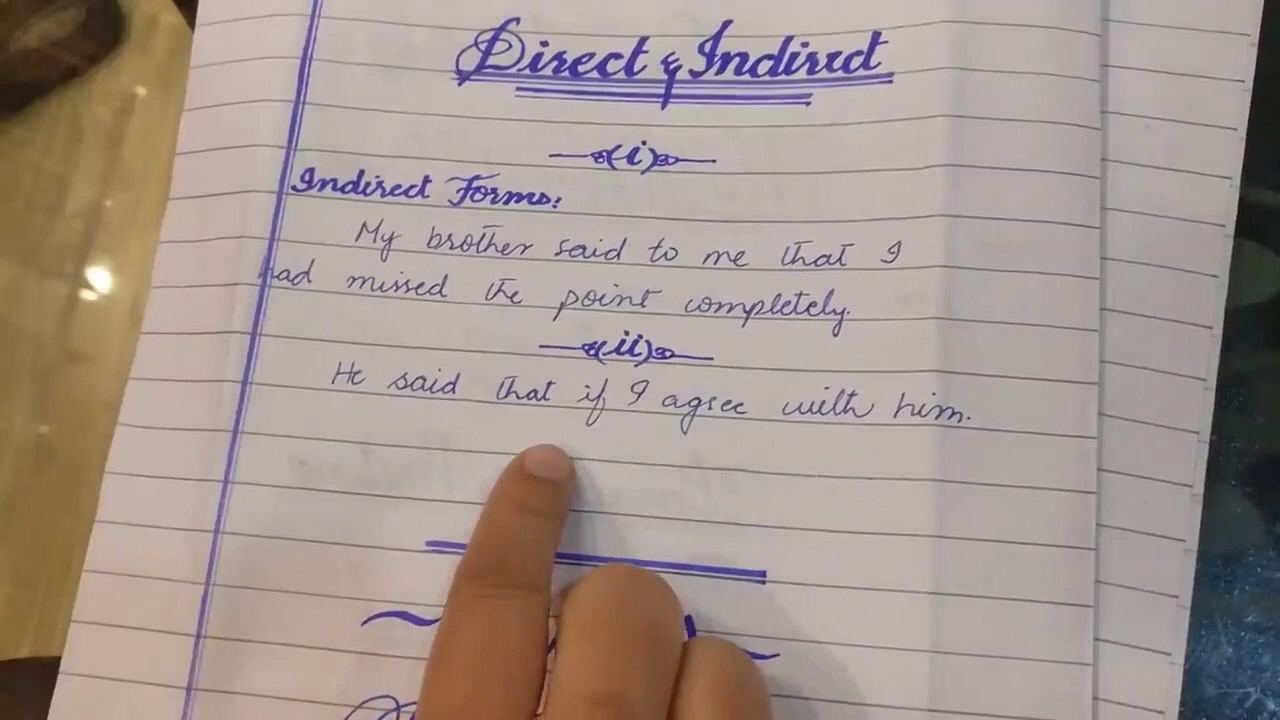 Direct & Indirect
(i)
Indirect Forms:
My brother said to me that I
had missed the point completely.
(ii)
He said that if I agree with him.